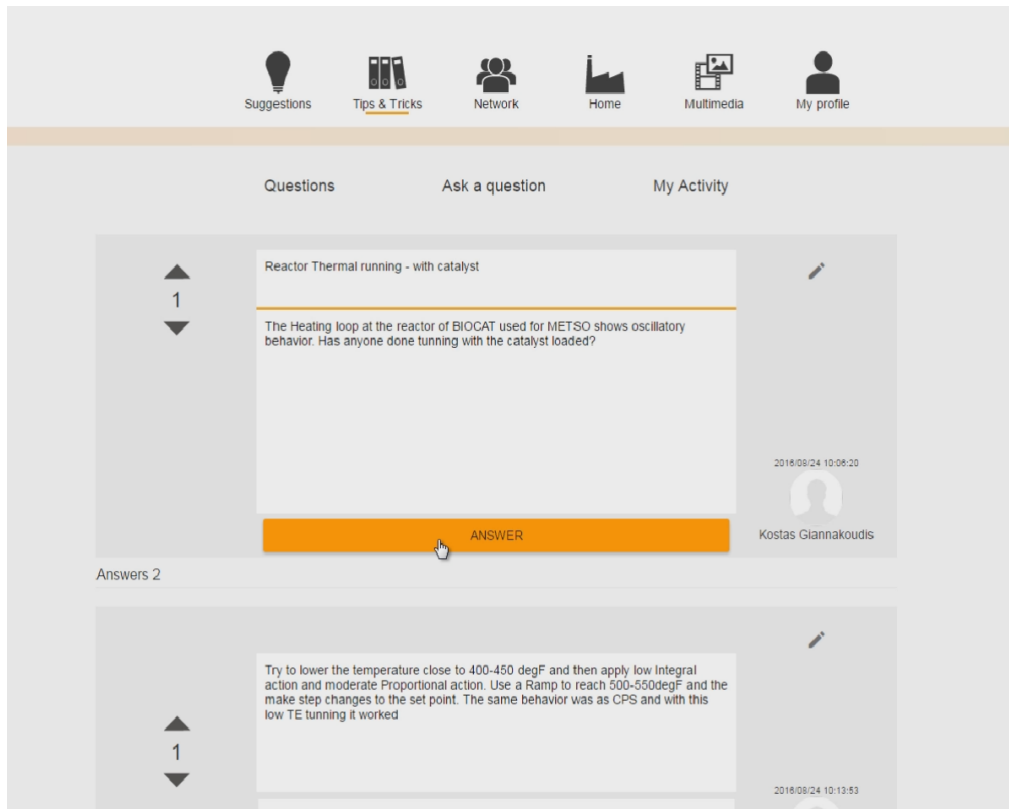 Suggestions
Tips & Tricks
Network
Home
Multimedia
My profile
Questions
Ask a question
My Activity
Reactor Thermal running - with catalyst
1
The Heating loop at the reactor of BIOCAT used for METSO shows oscillatory
behavior. Has anyone done tunning with the catalyst loaded?
2016/08/24 10:06:20
ANSWER
Kostas Giannakoudis
Answers 2
Try to lower the temperature close to 400-450 degF and then apply low Integral
action and moderate Proportional action. Use a Ramp to reach 500-550degF and the
make step changes to the set point. The same behavior was as CPS and with this
low TE tunning it worked
1
2016/08/24 10:13:53